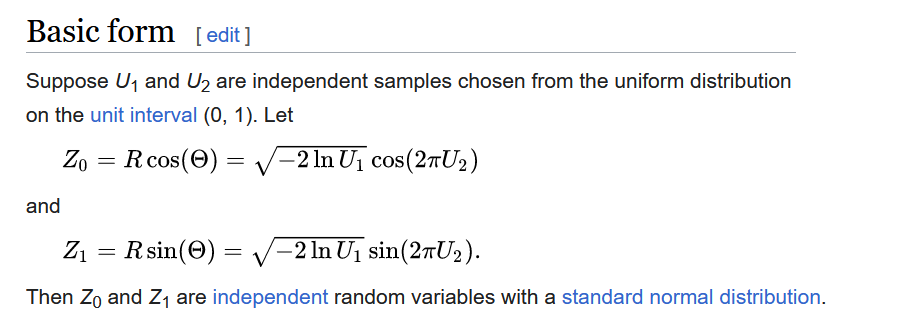 Basic form [ edit ]
Suppose U₁ and U₂ are independent samples chosen from the uniform distribution
on the unit interval (0, 1). Let
Z₀ = R cos(Θ) = √(−2 ln U₁) cos(2πU₂)
and
Z₁ = R sin(Θ) = √(−2 ln U₁) sin(2πU₂).
Then Z₀ and Z₁ are independent random variables with a standard normal distribution.